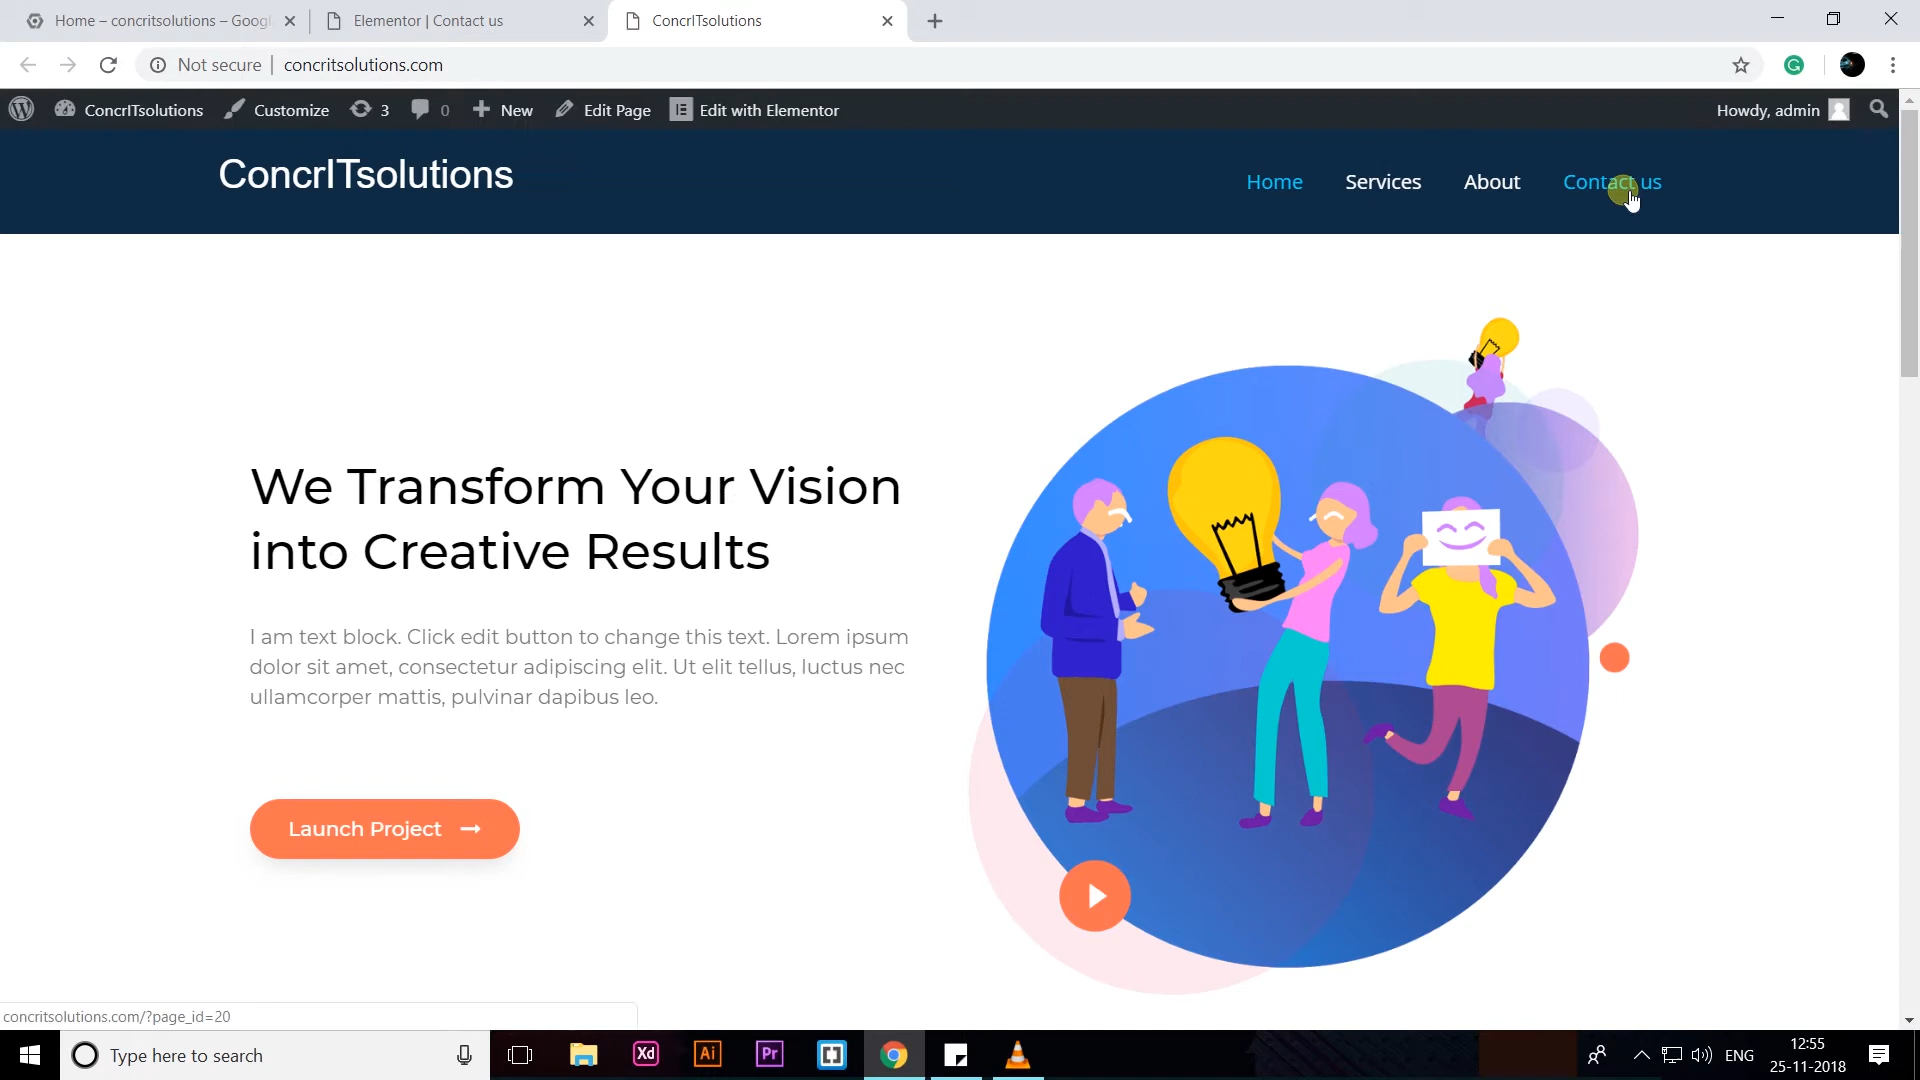 Home – concritsolutions – Googl
Elementor | Contact us
ConcrITsolutions
Not secure | concritsolutions.com
ConcrITsolutions
Customize
3
0
New
Edit Page
Edit with Elementor
Howdy, admin
ConcrITsolutions
Home
Services
About
Contact us
We Transform Your Vision
into Creative Results
I am text block. Click edit button to change this text. Lorem ipsum
dolor sit amet, consectetur adipiscing elit. Ut elit tellus, luctus nec
ullamcorper mattis, pulvinar dapibus leo.
Launch Project
concritsolutions.com/?page_id=20
Type here to search
Xd
Ai
Pr
ENG
12:55
25-11-2018